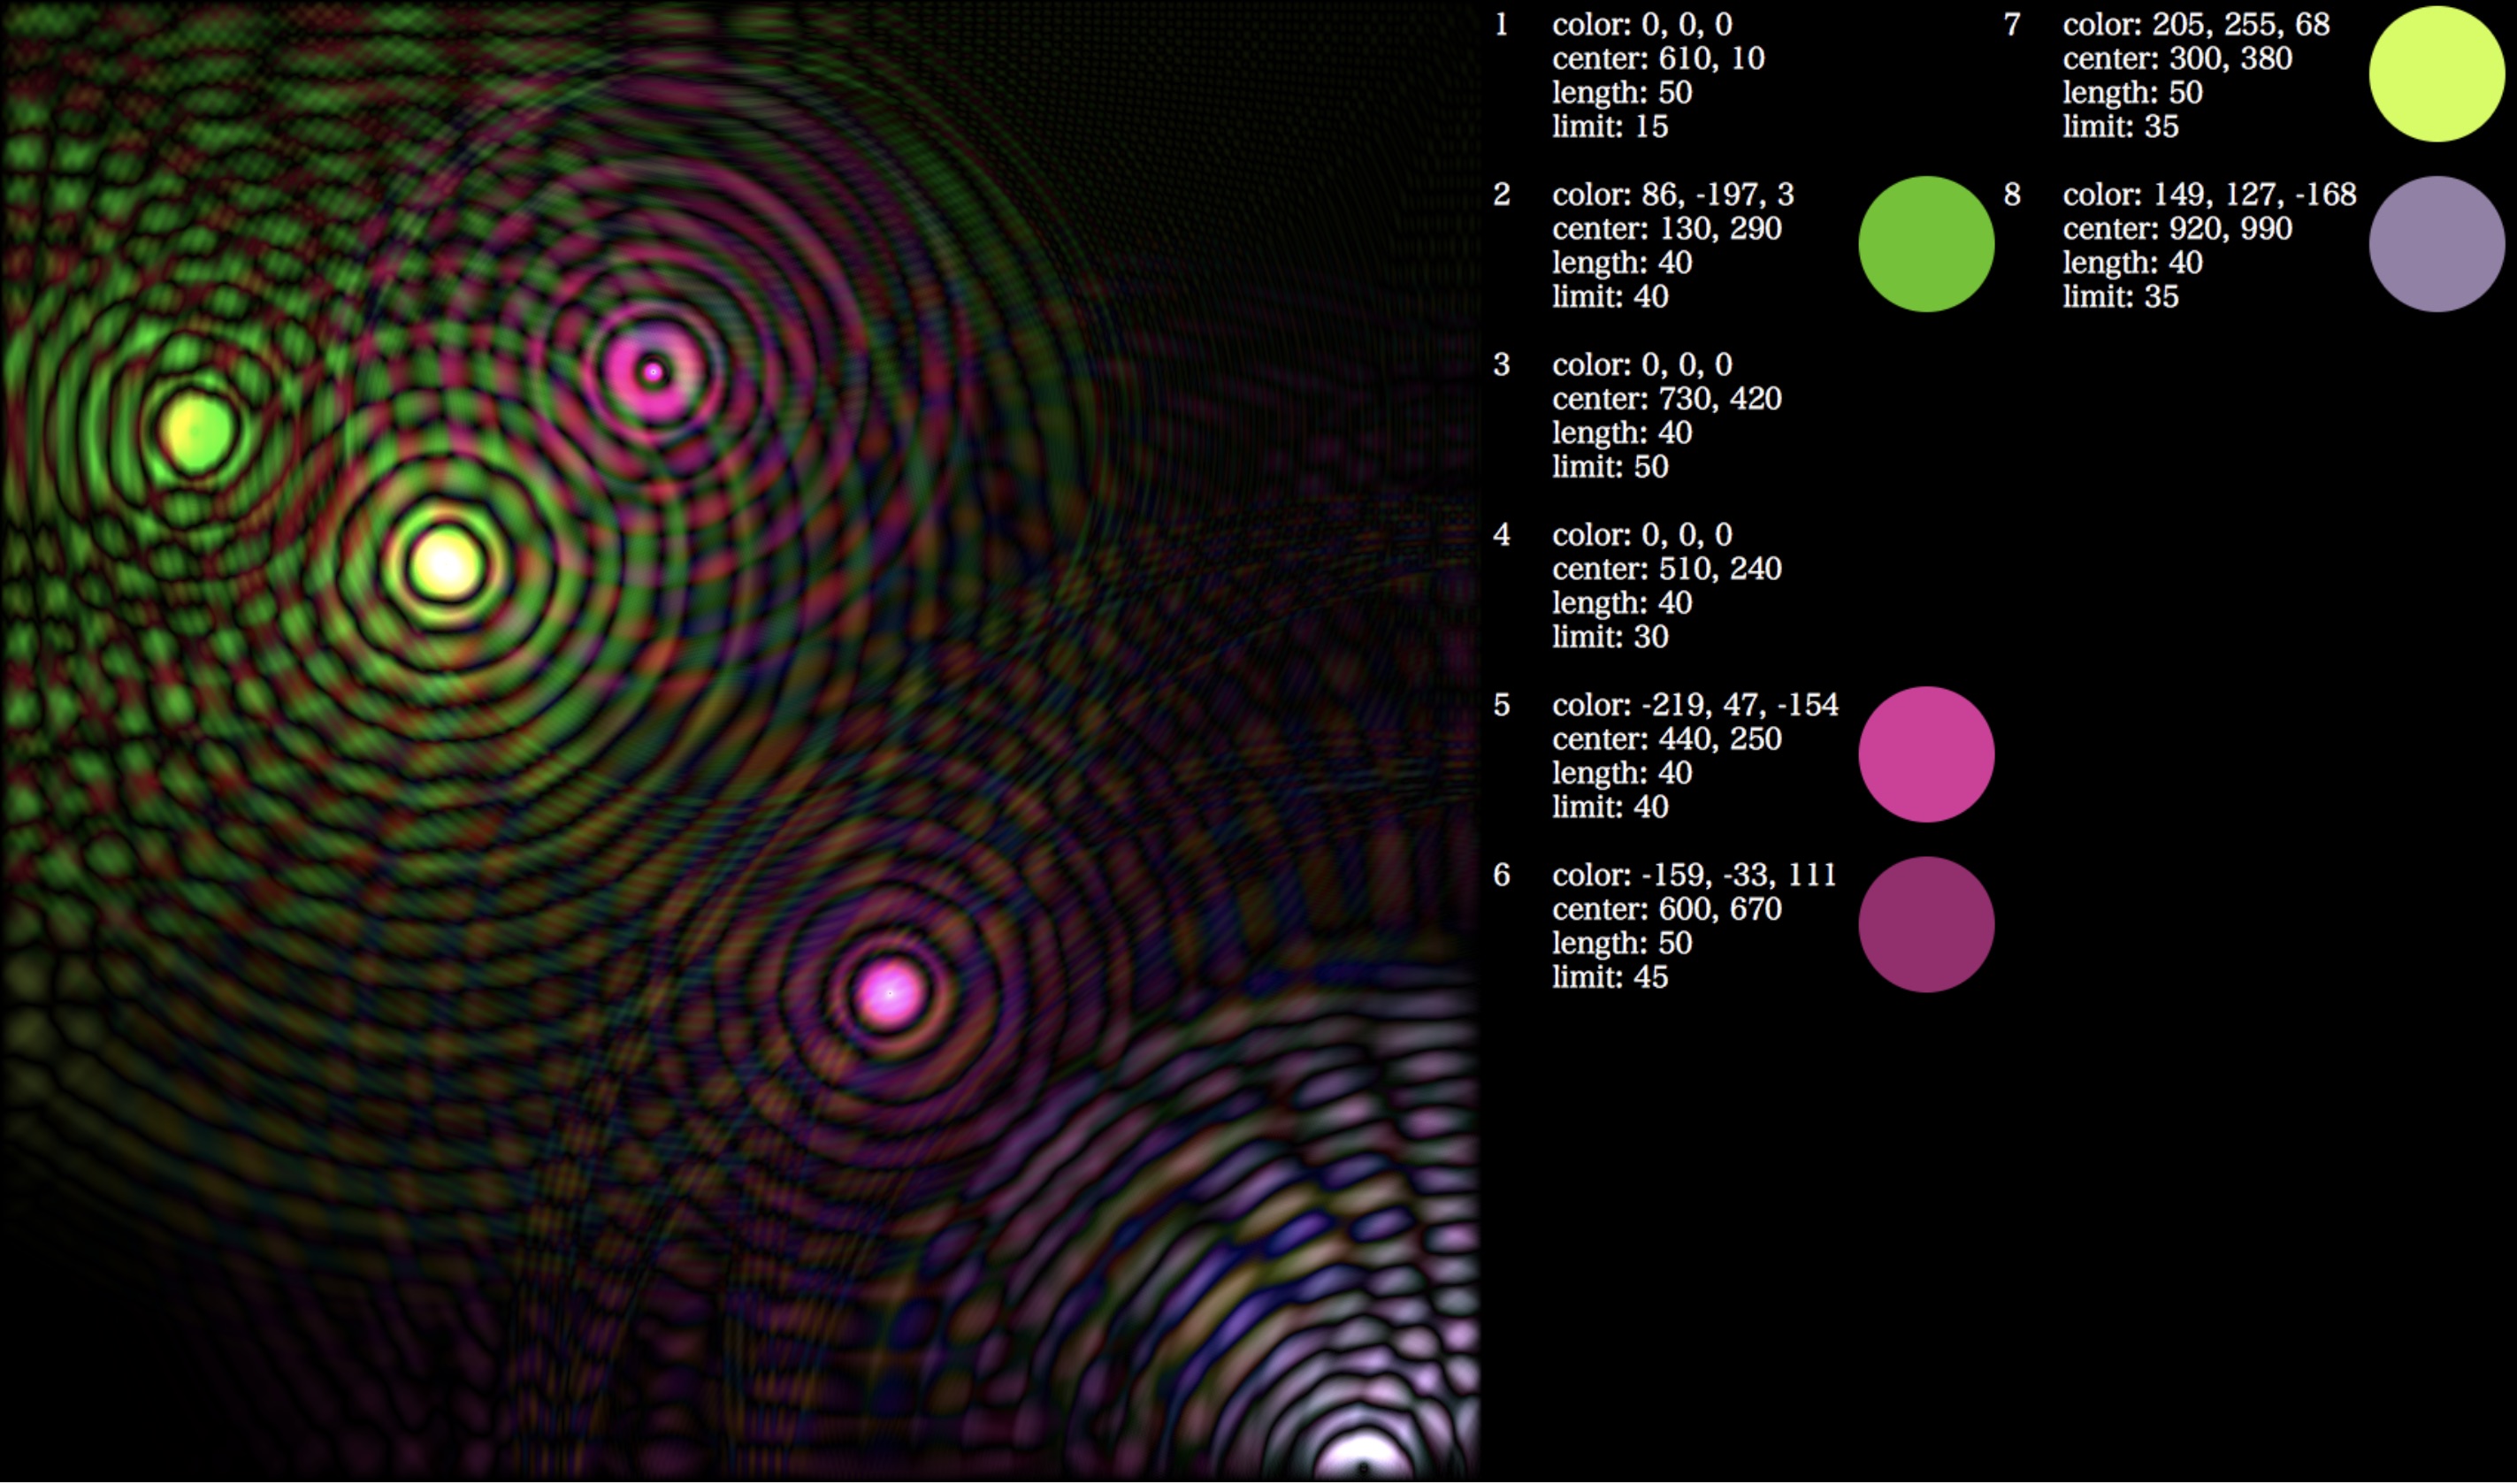 1 color: 0, 0, 0
center: 610, 10
length: 50
limit: 15
2 color: 86, -197, 3
center: 130, 290
length: 40
limit: 40
3 color: 0, 0, 0
center: 730, 420
length: 40
limit: 50
4 color: 0, 0, 0
center: 510, 240
length: 40
limit: 30
5 color: -219, 47, -154
center: 440, 250
length: 40
limit: 40
6 color: -159, -33, 111
center: 600, 670
length: 50
limit: 45
7 color: 205, 255, 68
center: 300, 380
length: 50
limit: 35
8 color: 149, 127, -168
center: 920, 990
length: 40
limit: 35